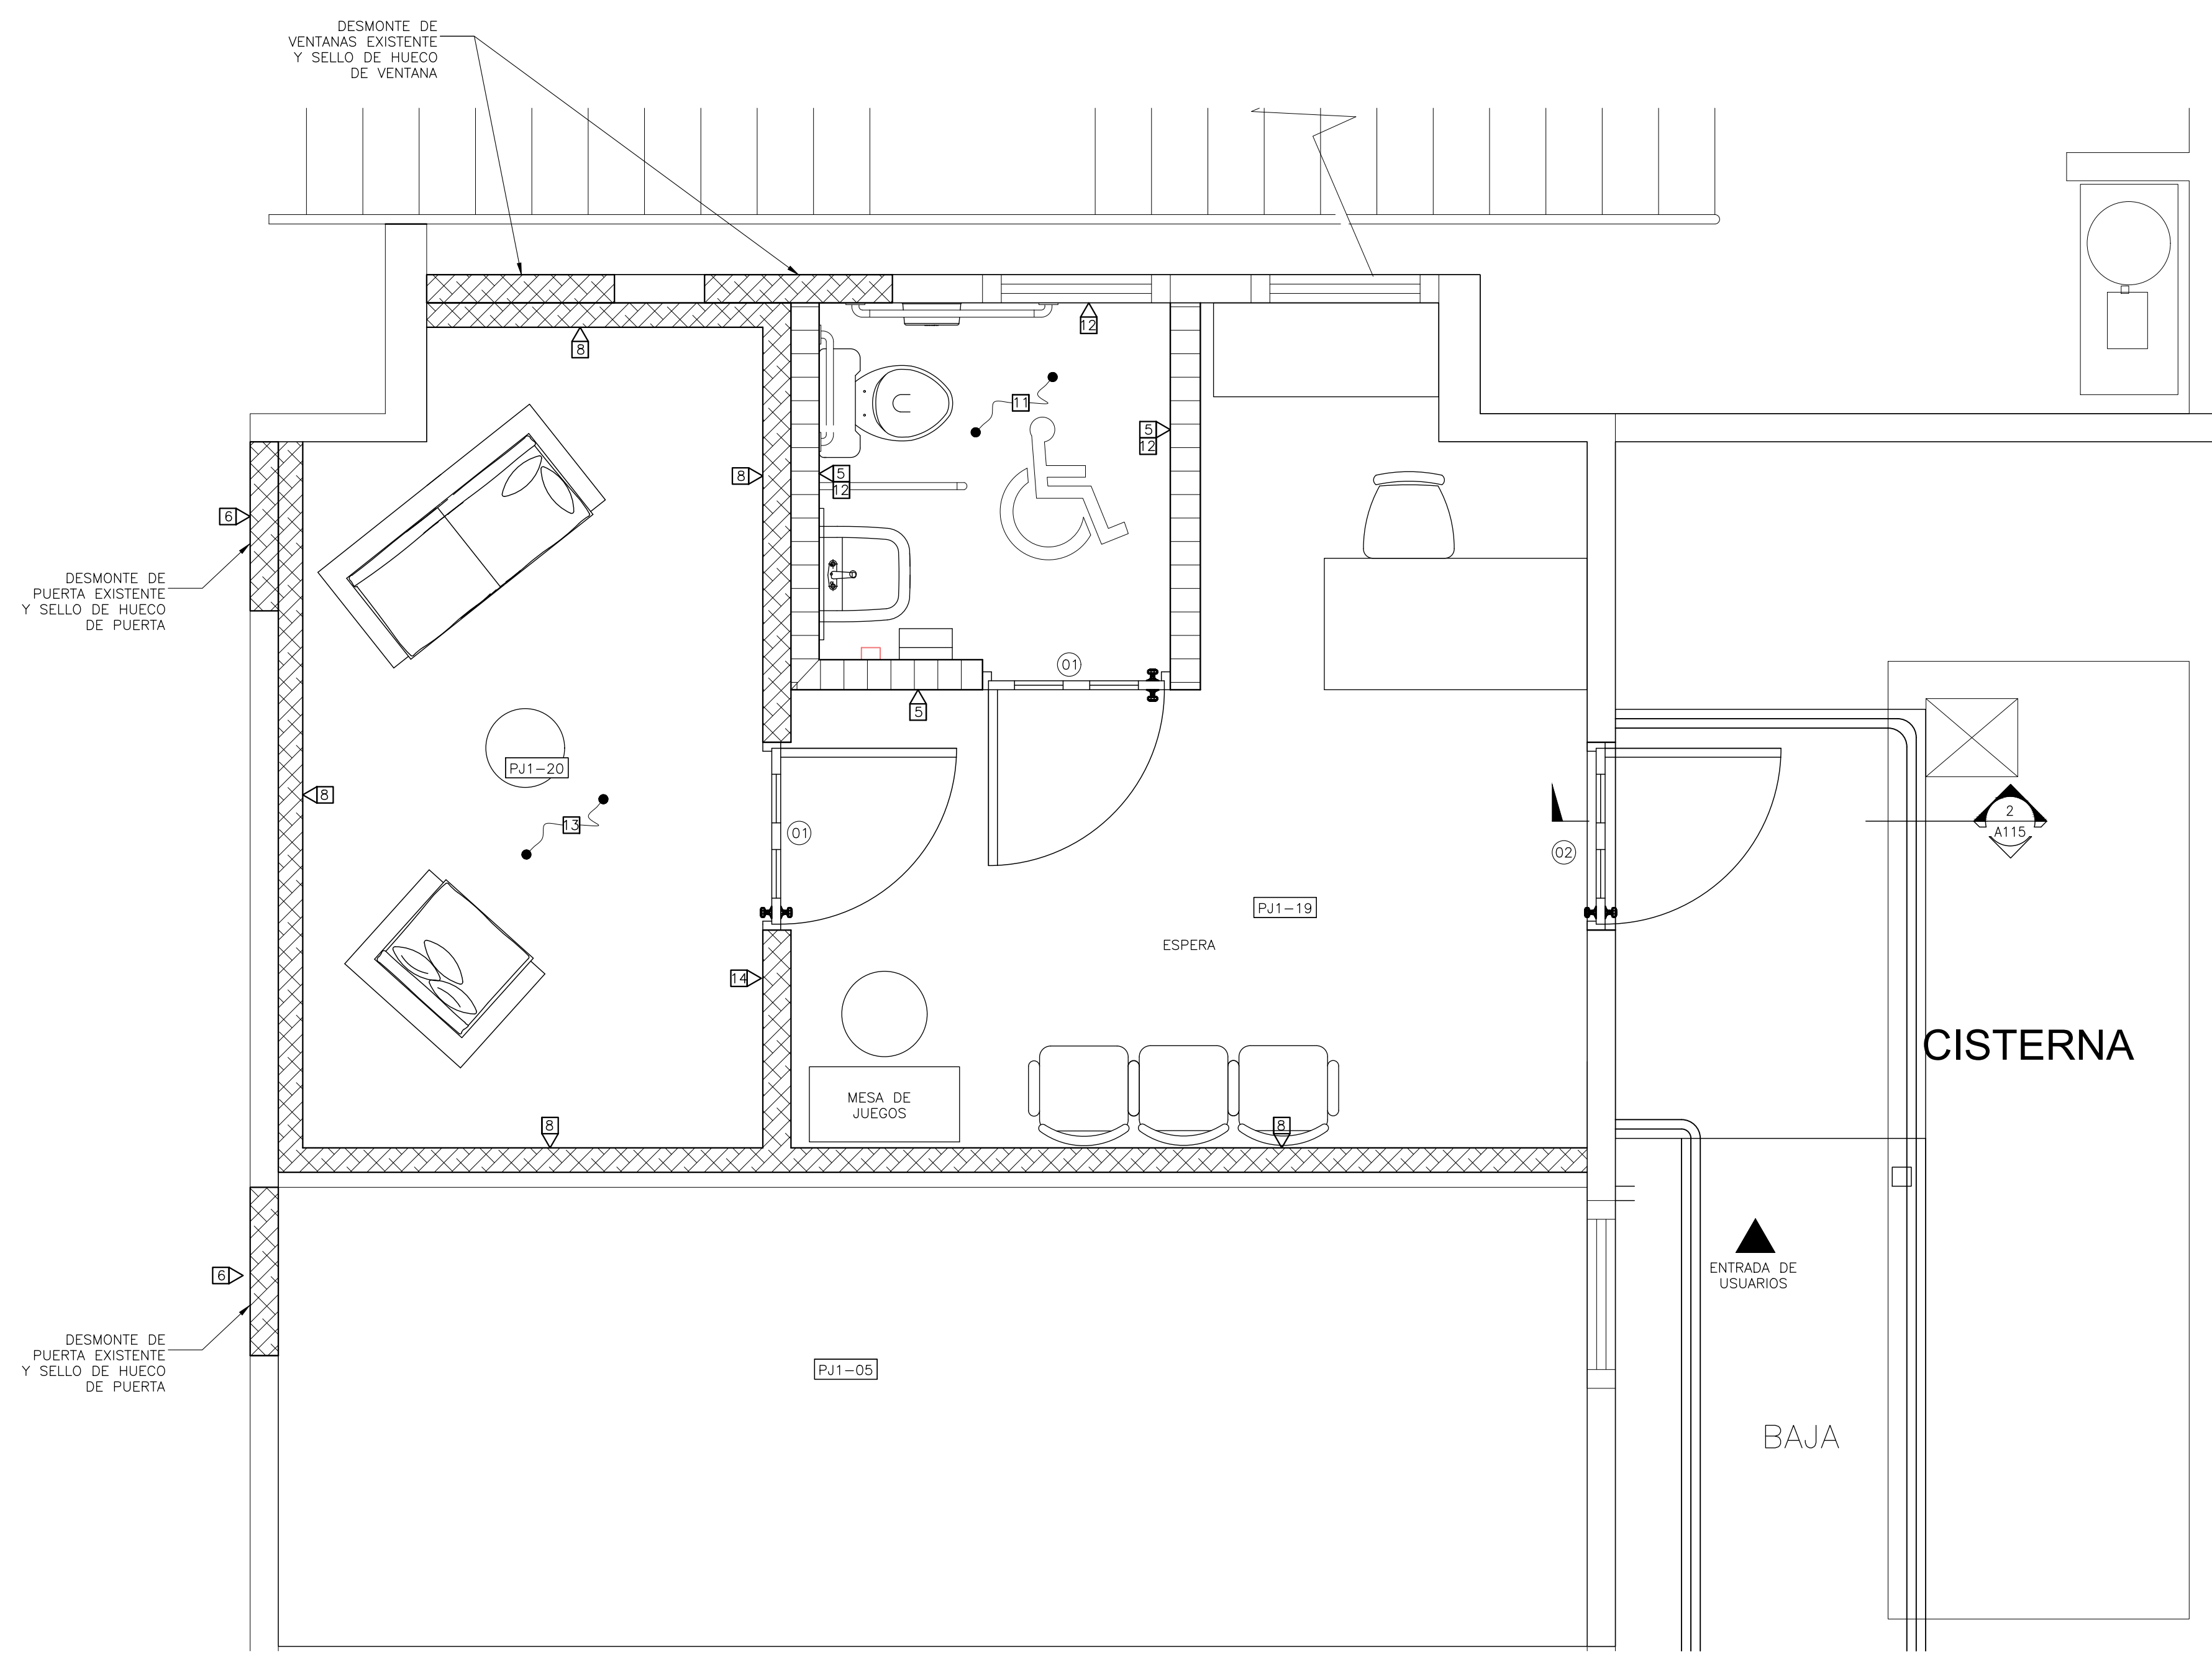 DESMONTE DE
VENTANAS EXISTENTE
Y SELLO DE HUECO
DE VENTANA
12
8
11
5
12
8
5
12
6
DESMONTE DE
PUERTA EXISTENTE
Y SELLO DE HUECO
DE PUERTA
01
5
PJ1-20
8
13
01
02
2
A115
PJ1-19
ESPERA
14
CISTERNA
MESA DE
JUEGOS
8
8
6
ENTRADA DE
USUARIOS
DESMONTE DE
PUERTA EXISTENTE
Y SELLO DE HUECO
DE PUERTA
PJ1-05
BAJA